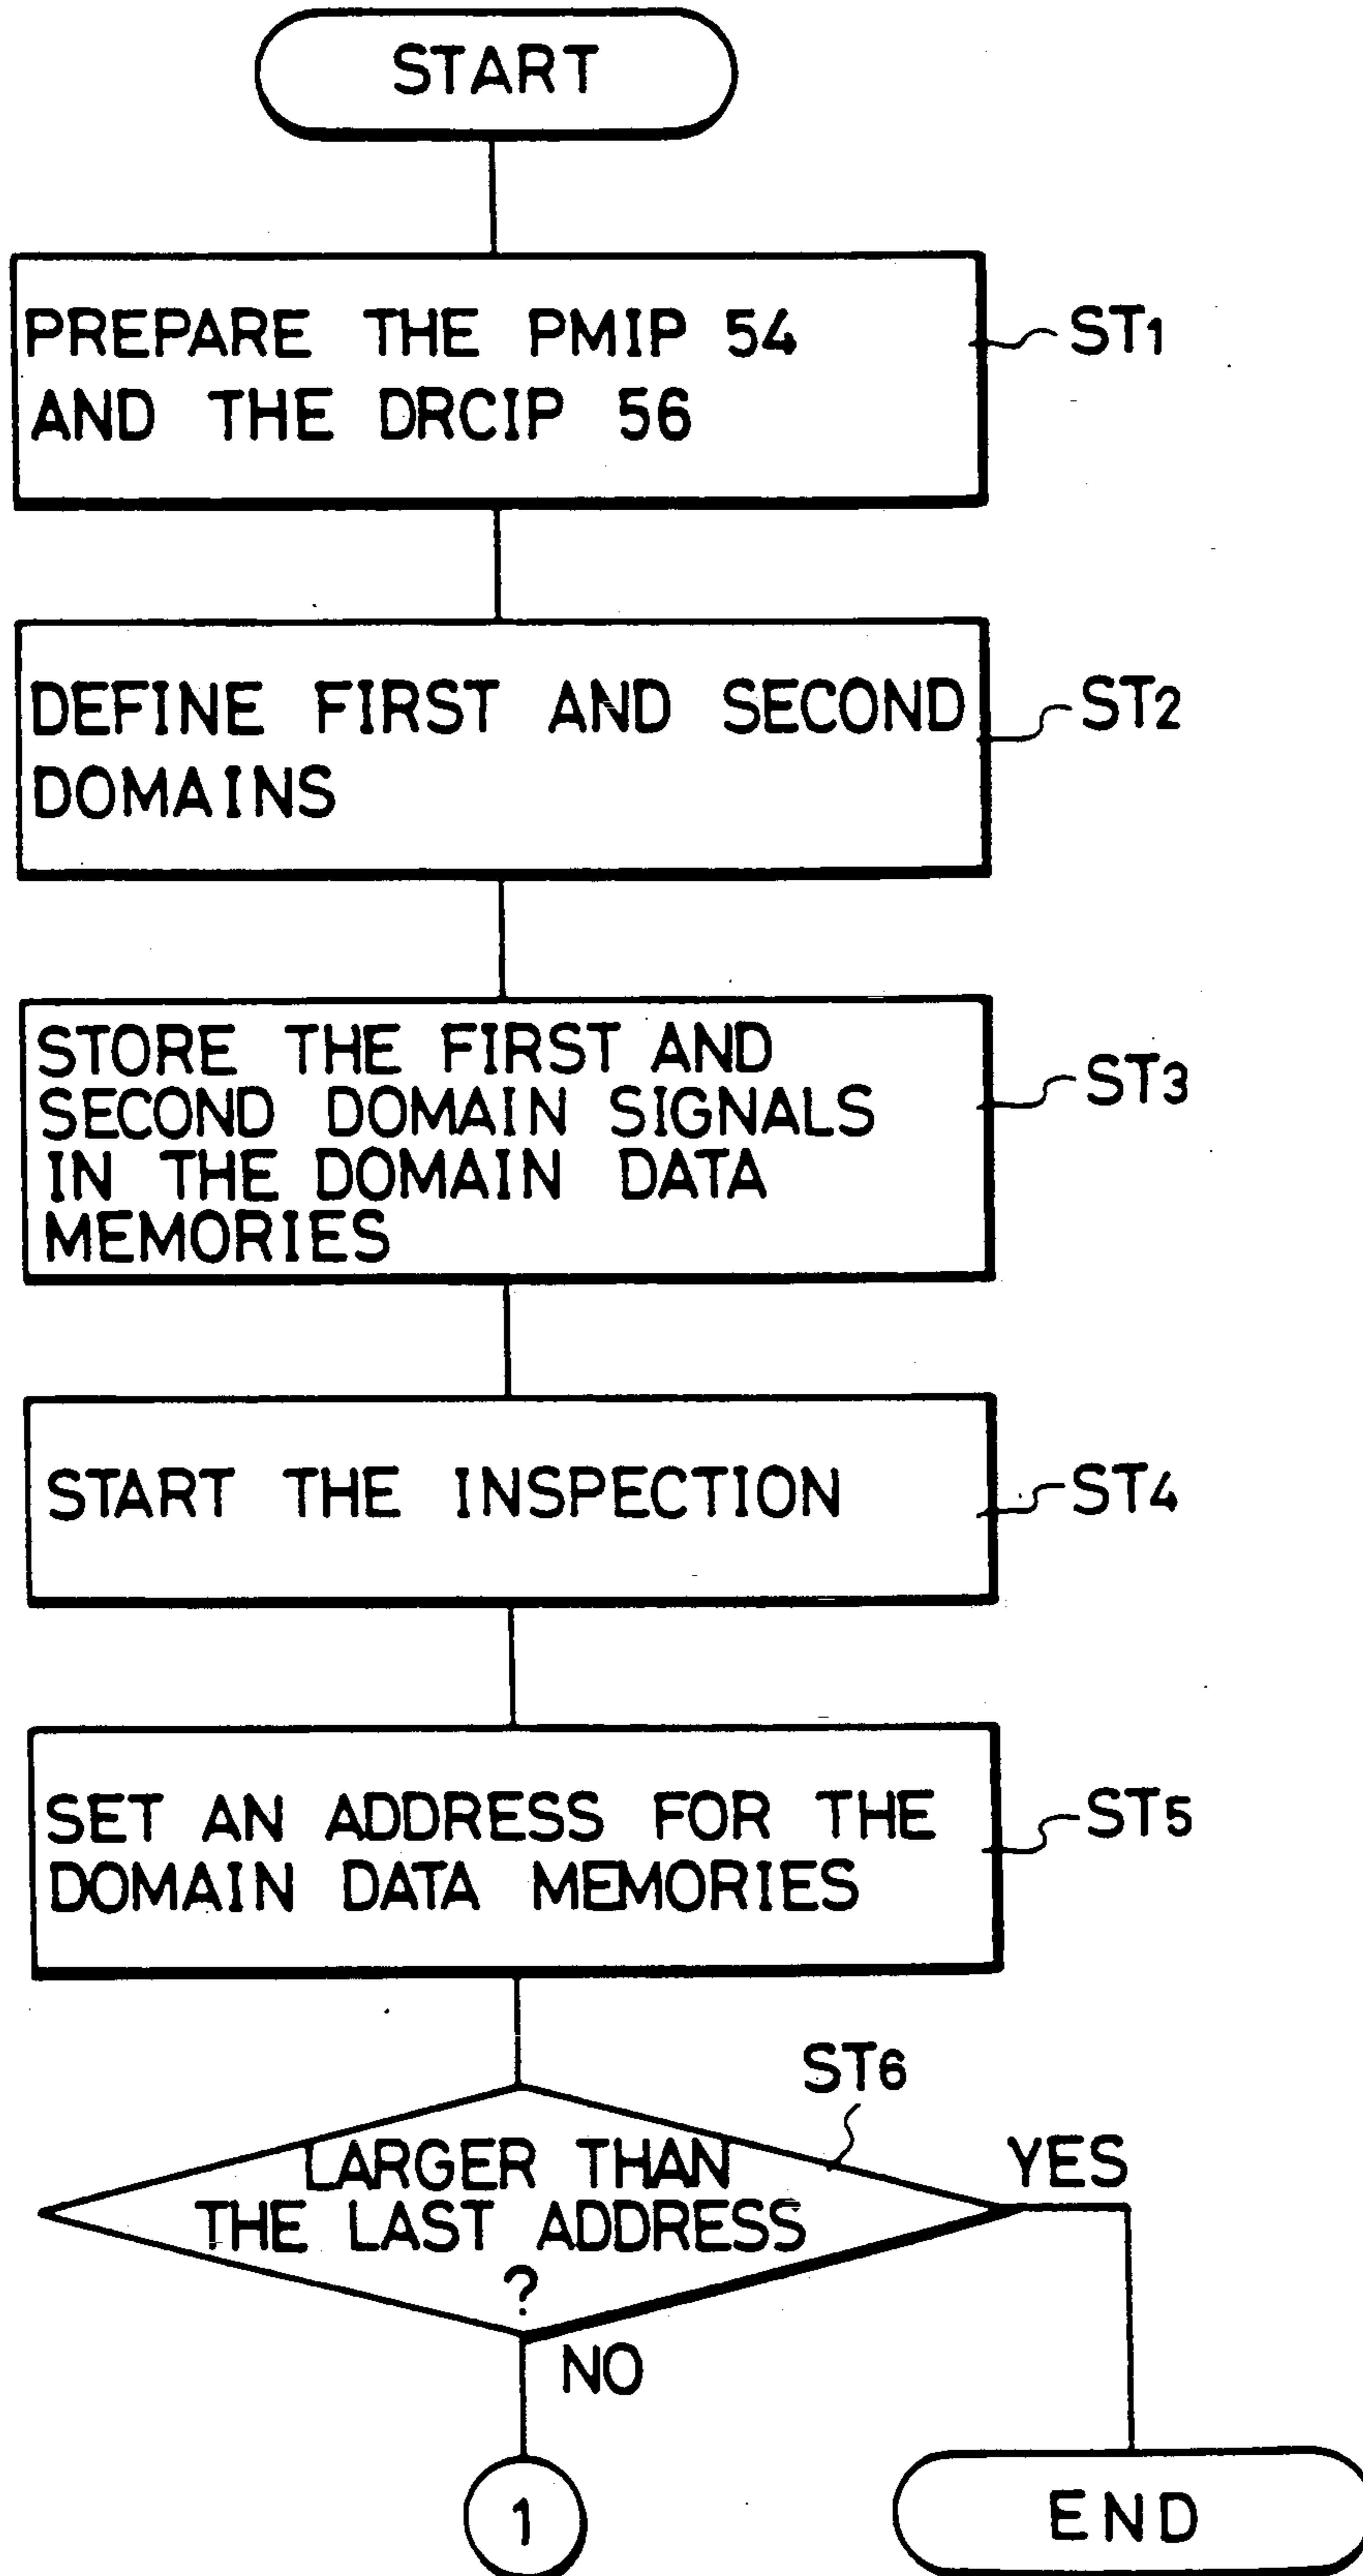 START
PREPARE THE PMIP 54
AND THE DRCIP 56
ST1
DEFINE FIRST AND SECOND
DOMAINS
ST2
STORE THE FIRST AND
SECOND DOMAIN SIGNALS
IN THE DOMAIN DATA
MEMORIES
ST3
START THE INSPECTION
ST4
SET AN ADDRESS FOR THE
DOMAIN DATA MEMORIES
ST5
ST6
LARGER THAN
THE LAST ADDRESS
?
YES
NO
1
END